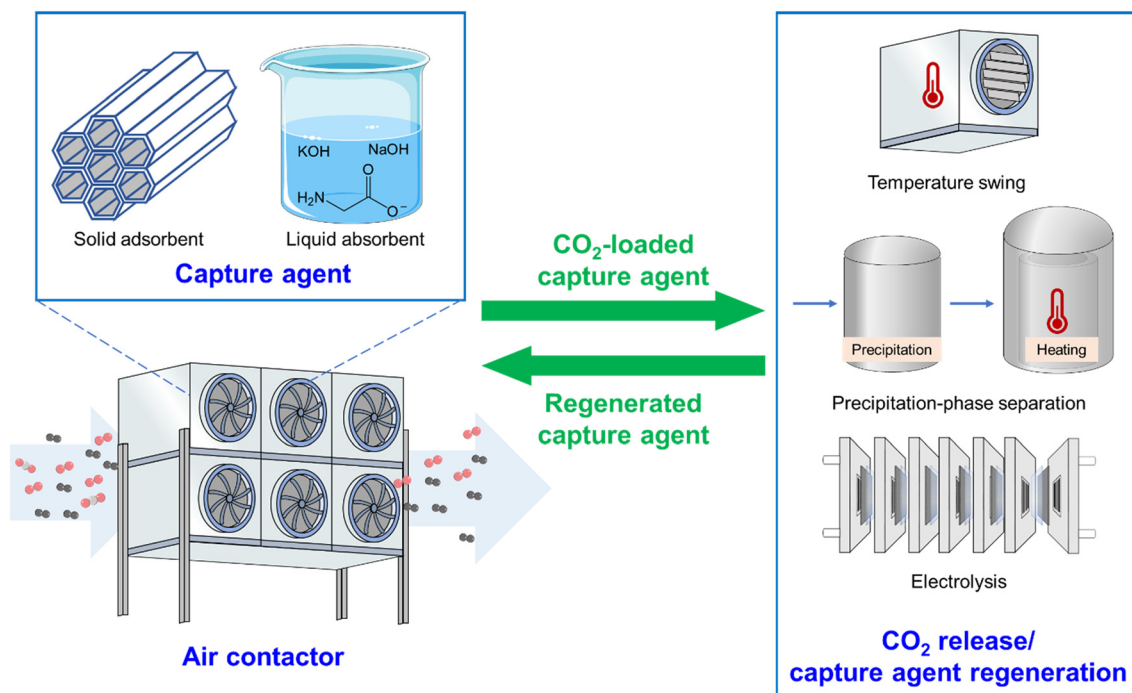 KOH
NaOH
H₂N
O
O⁻
Solid adsorbent
Liquid absorbent
Capture agent
Air contactor
CO₂-loaded
capture agent
Regenerated
capture agent
Temperature swing
Precipitation
Heating
Precipitation-phase separation
Electrolysis
CO₂ release/
capture agent regeneration